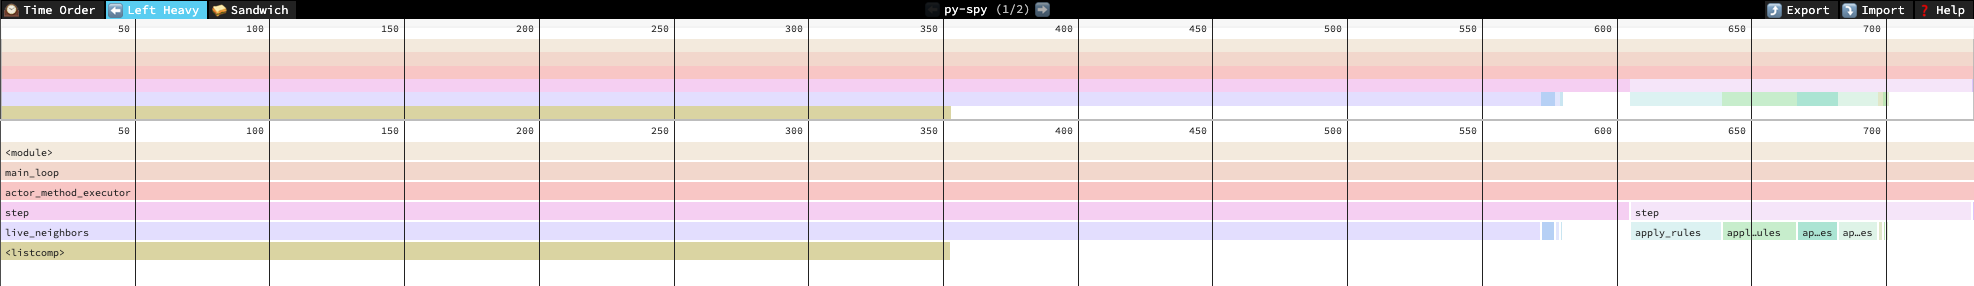 Time Order Left Heavy Sandwich py-spy (1/2) Export Import ? Help
50 100 150 200 250 300 350 400 450 500 550 600 650 700
50 100 150 200 250 300 350 400 450 500 550 600 650 700
<module>
main_loop
actor_method_executor
step step
live_neighbors apply_rules appl…ules ap…es ap…es
<listcomp>